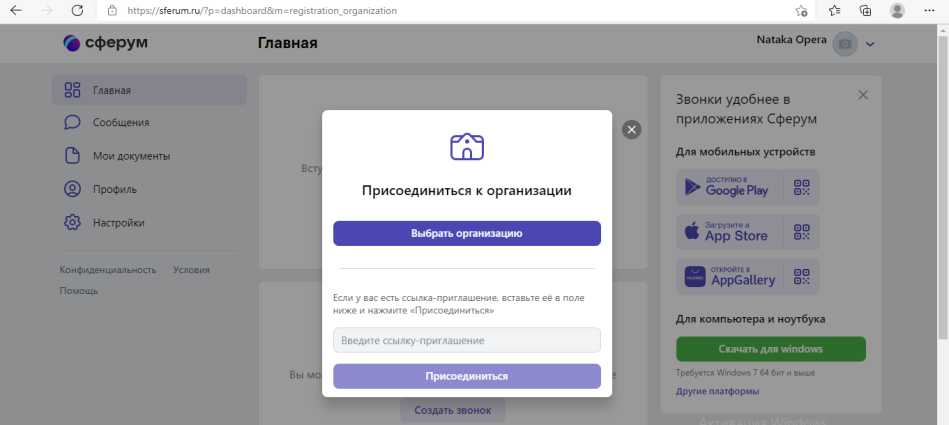 https://sferum.ru/?p=dashboard&m=registration_organization
сферум
Главная
Nataka Opera
Главная
Сообщения
Мои документы
Профиль
Настройки
Конфиденциальность Условия
Помощь
Присоединиться к организации
Выбрать организацию
Если у вас есть ссылка-приглашение, вставьте её в поле
ниже и нажмите «Присоединиться»
Введите ссылку-приглашение
Присоединиться
Создать звонок
Звонки удобнее в
приложениях Сферум
Для мобильных устройств
ДОСТУПНО В
Google Play
Загрузите в
App Store
ОТКРОЙТЕ В
AppGallery
Для компьютера и ноутбука
Скачать для windows
Требуется Windows 7 64 бит и выше
Другие платформы